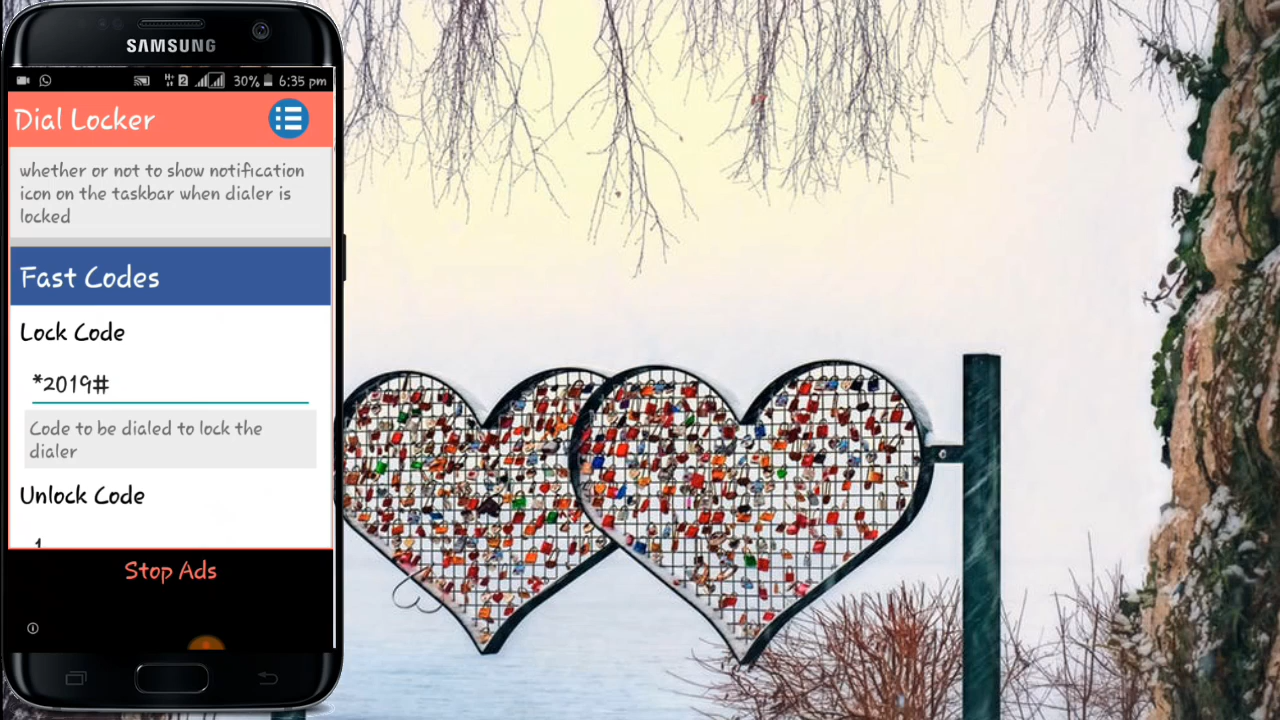 SAMSUNG
30% 6:35 pm
Dial Locker
whether or not to show notification
icon on the taskbar when dialer is
locked
Fast Codes
Lock Code
*2019#
Code to be dialed to lock the
dialer
Unlock Code
Stop Ads